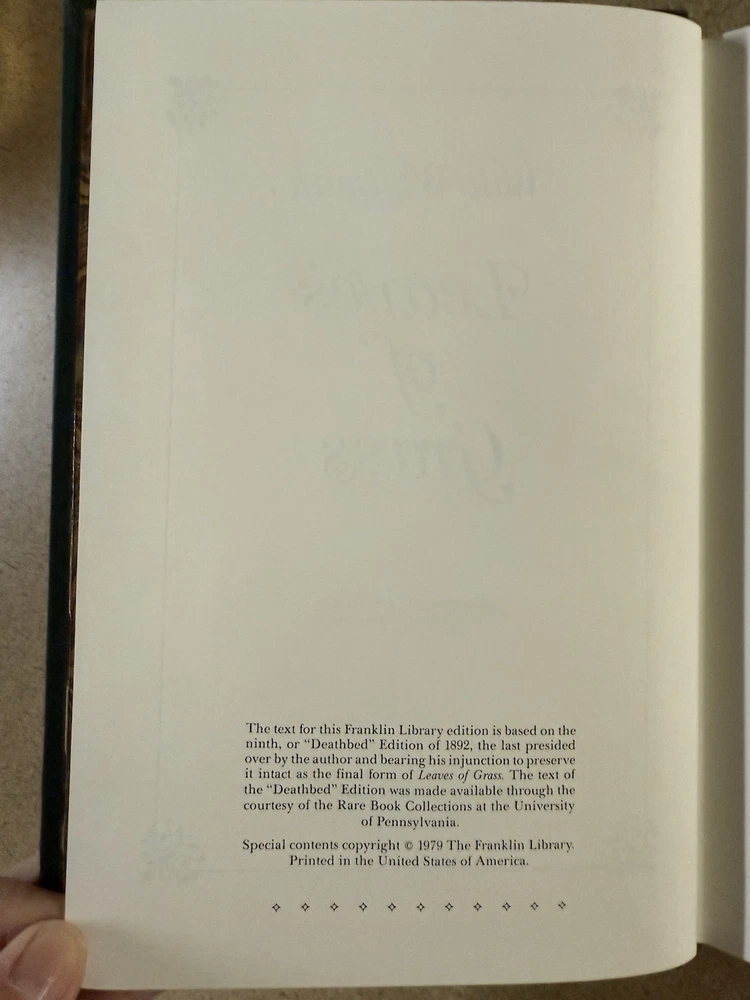 The text for this Franklin Library edition is based on the
ninth, or “Deathbed” Edition of 1892, the last presided
over by the author and bearing his injunction to preserve
it intact as the final form of Leaves of Grass. The text of
the “Deathbed” Edition was made available through the
courtesy of the Rare Book Collections at the University
of Pennsylvania.
Special contents copyright © 1979 The Franklin Library.
Printed in the United States of America.